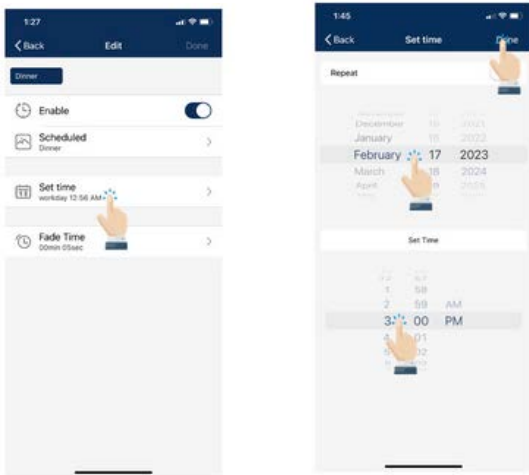 1:27
Back Edit Done
Dinner
Enable
Scheduled
Dinner
Set time
workday 12:56 AM
Fade Time
00min 05sec
1:45
Back Set time
Repeat
December
January 2022
February 17 2023
March 18 2024
April
Set Time
1 58
2 59 AM
3 00 PM
01
02